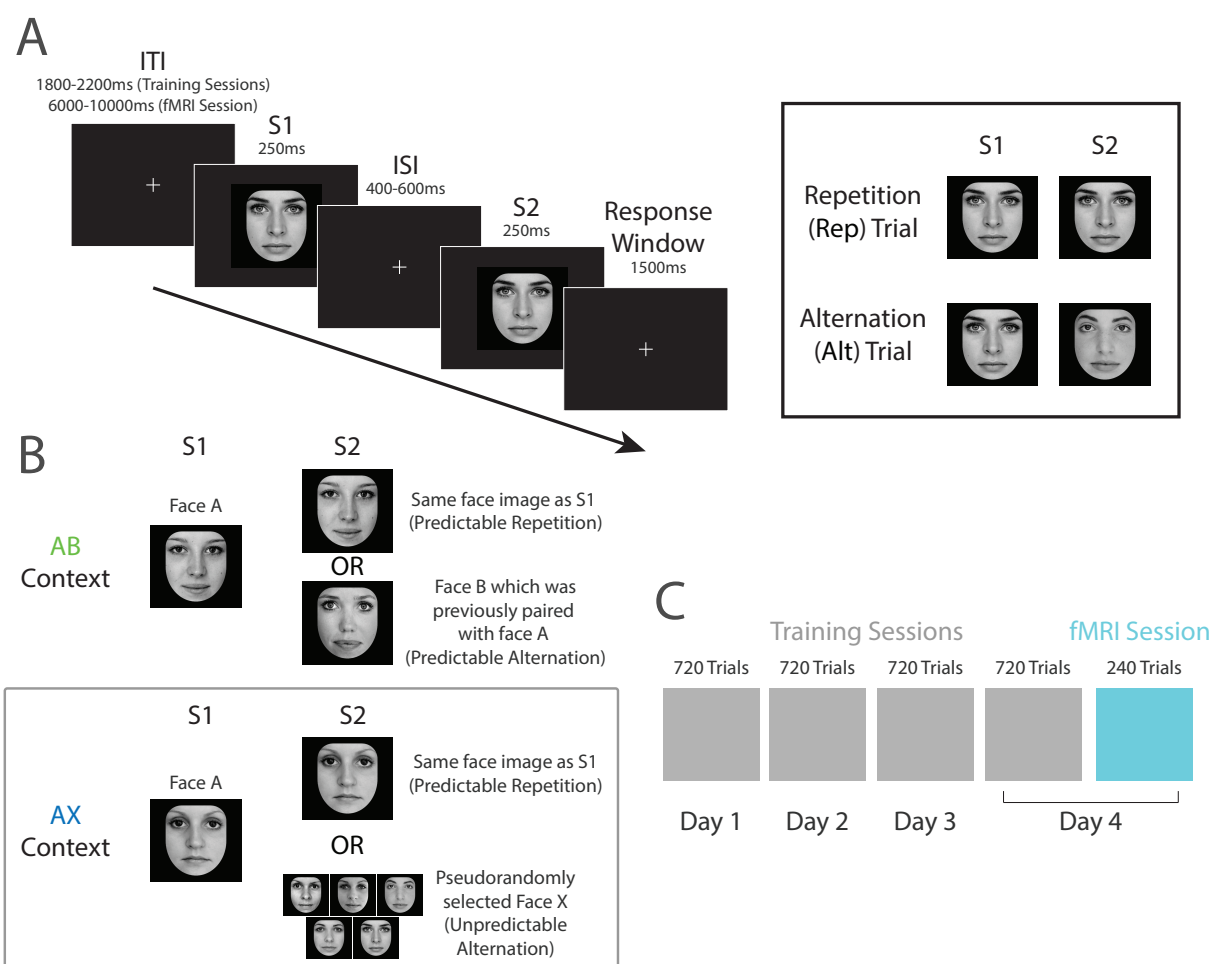 A
ITI
1800-2200ms (Training Sessions)
6000-10000ms (fMRI Session)
S1
250ms
ISI
400-600ms
S2
250ms
Response
Window
1500ms
S1 S2
Repetition
(Rep) Trial
Alternation
(Alt) Trial
B
S1 S2
Face A
AB
Context
Same face image as S1
(Predictable Repetition)
OR
Face B which was
previously paired
with face A
(Predictable Alternation)
S1 S2
Face A
AX
Context
Same face image as S1
(Predictable Repetition)
OR
Pseudorandomly
selected Face X
(Unpredictable
Alternation)
C
Training Sessions fMRI Session
720 Trials 720 Trials 720 Trials 720 Trials 240 Trials
Day 1 Day 2 Day 3 Day 4